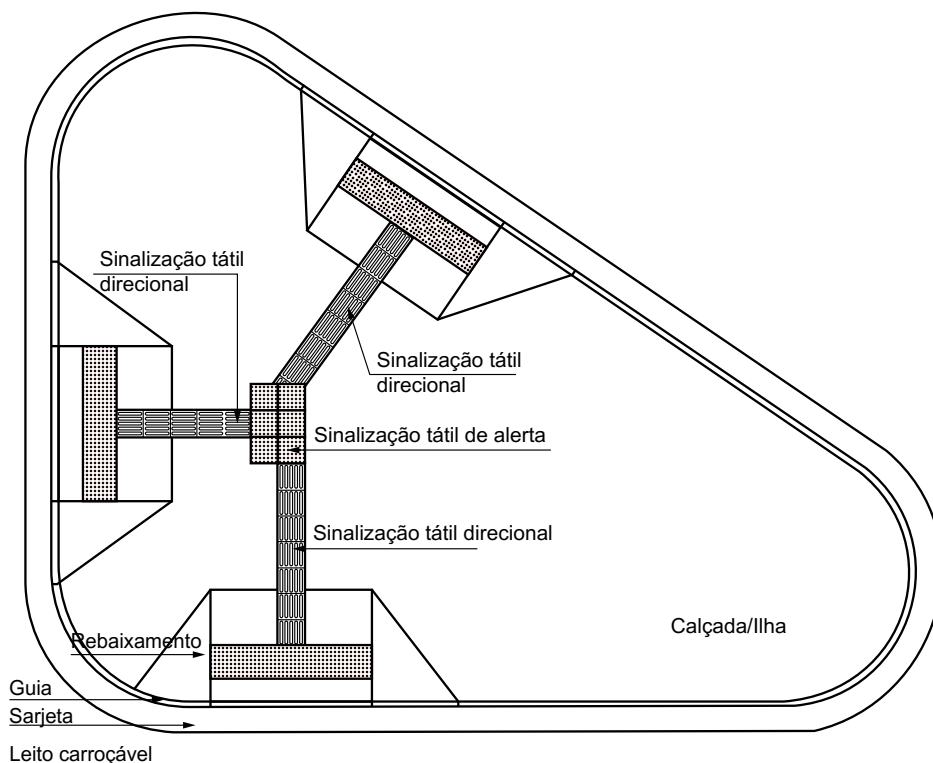 Sinalização tátil
direcional
Sinalização tátil
direcional
Sinalização tátil de alerta
Sinalização tátil direcional
Calçada/Ilha
Rebaixamento
Guia
Sarjeta
Leito carroçável